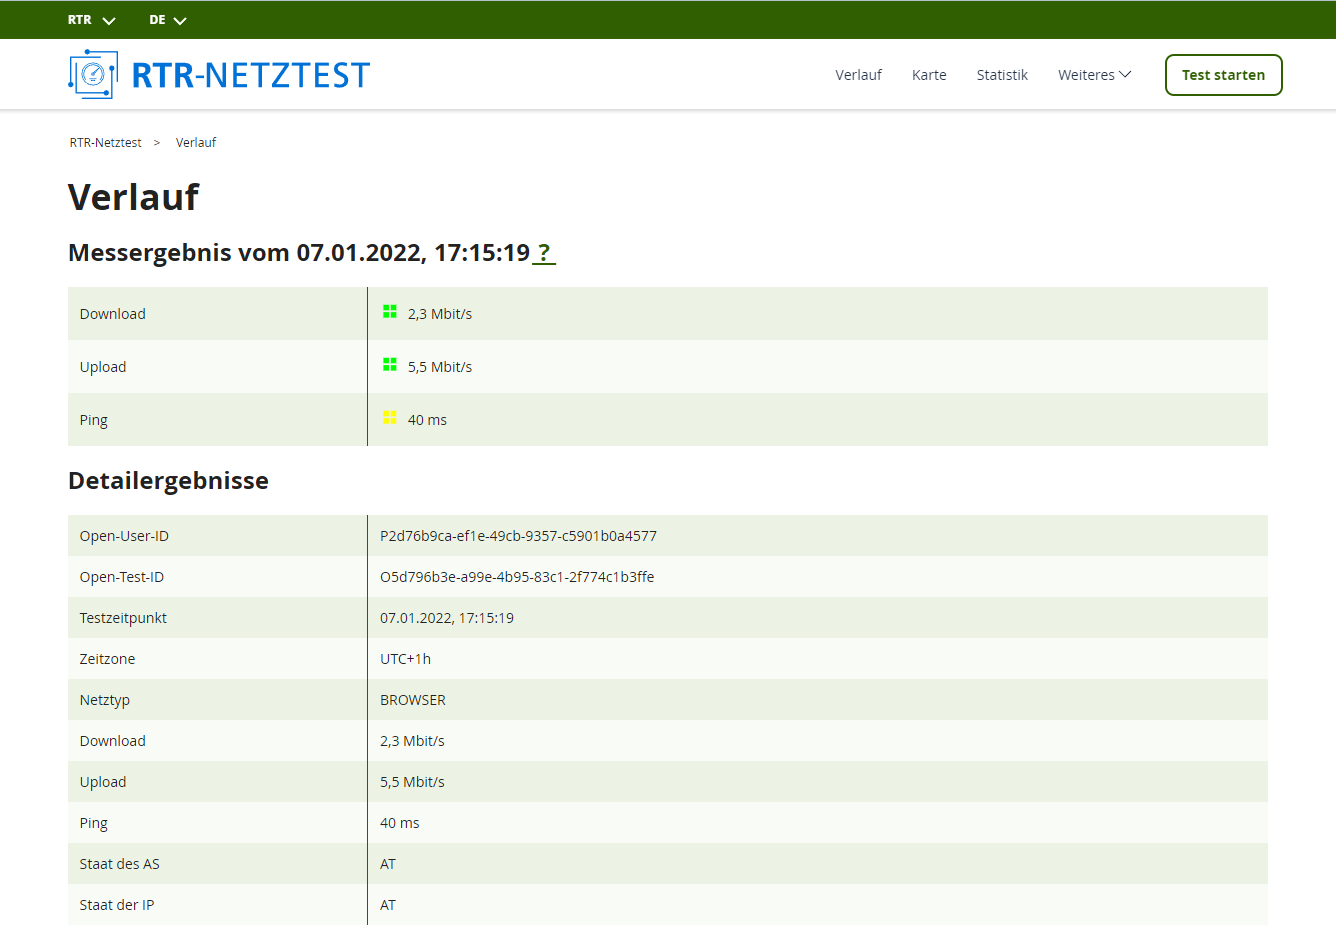 RTR DE
RTR-NETZTEST
Verlauf Karte Statistik Weiteres Test starten
RTR-Netztest > Verlauf
Verlauf
Messergebnis vom 07.01.2022, 17:15:19 ?
Download 2,3 Mbit/s
Upload 5,5 Mbit/s
Ping 40 ms
Detailergebnisse
Open-User-ID P2d76b9ca-ef1e-49cb-9357-c5901b0a4577
Open-Test-ID O5d796b3e-a99e-4b95-83c1-2f774c1b3ffe
Testzeitpunkt 07.01.2022, 17:15:19
Zeitzone UTC+1h
Netztyp BROWSER
Download 2,3 Mbit/s
Upload 5,5 Mbit/s
Ping 40 ms
Staat des AS AT
Staat der IP AT